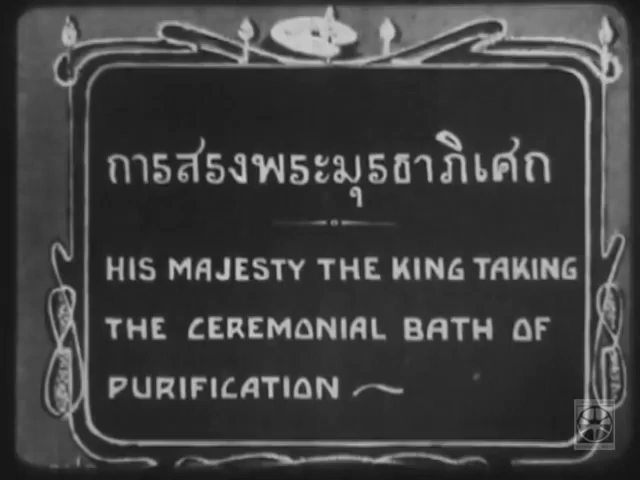 การสรงพระมุรธาภิเศก
HIS MAJESTY THE KING TAKING
THE CEREMONIAL BATH OF
PURIFICATION